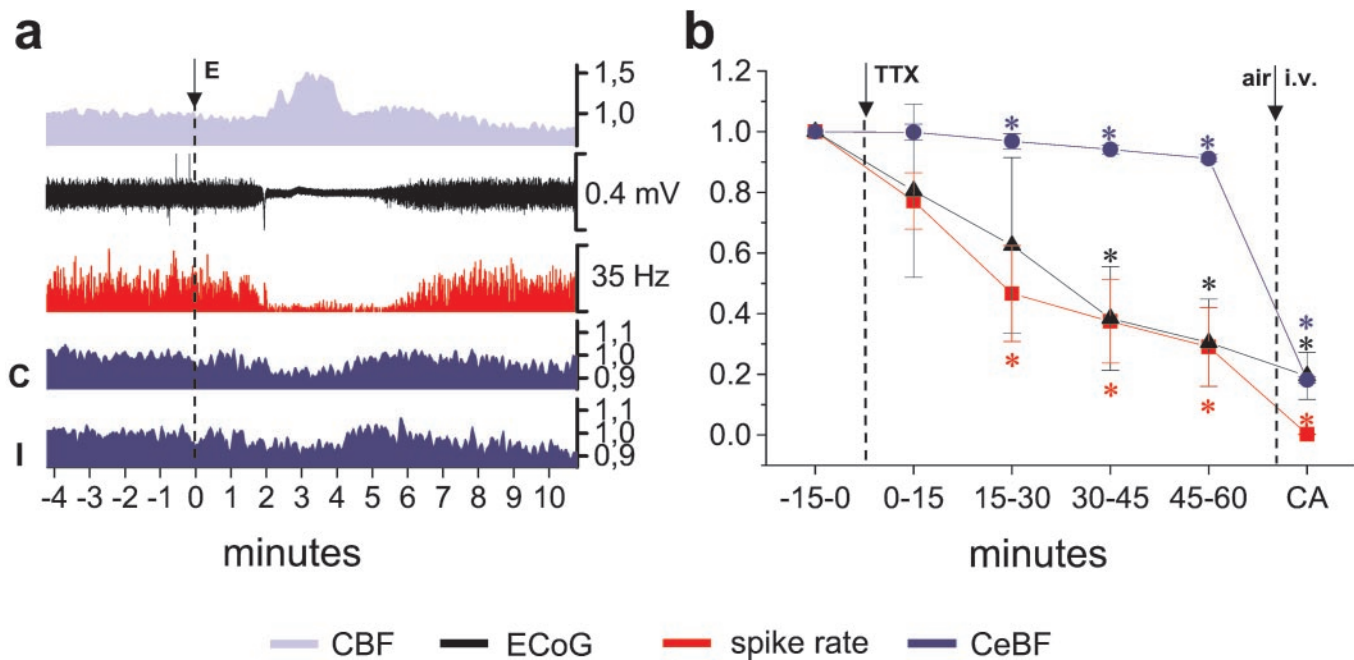 a
E
1,5
1,0
0.4 mV
35 Hz
C
1,1
1,0
0,9
I
1,1
1,0
0,9
-4 -3 -2 -1 0 1 2 3 4 5 6 7 8 9 10
minutes
b
TTX
air i.v.
1.2
1.0
0.8
0.6
0.4
0.2
0.0
* * * * * * * * * * * *
-15-0 0-15 15-30 30-45 45-60 CA
minutes
CBF ECoG spike rate CeBF